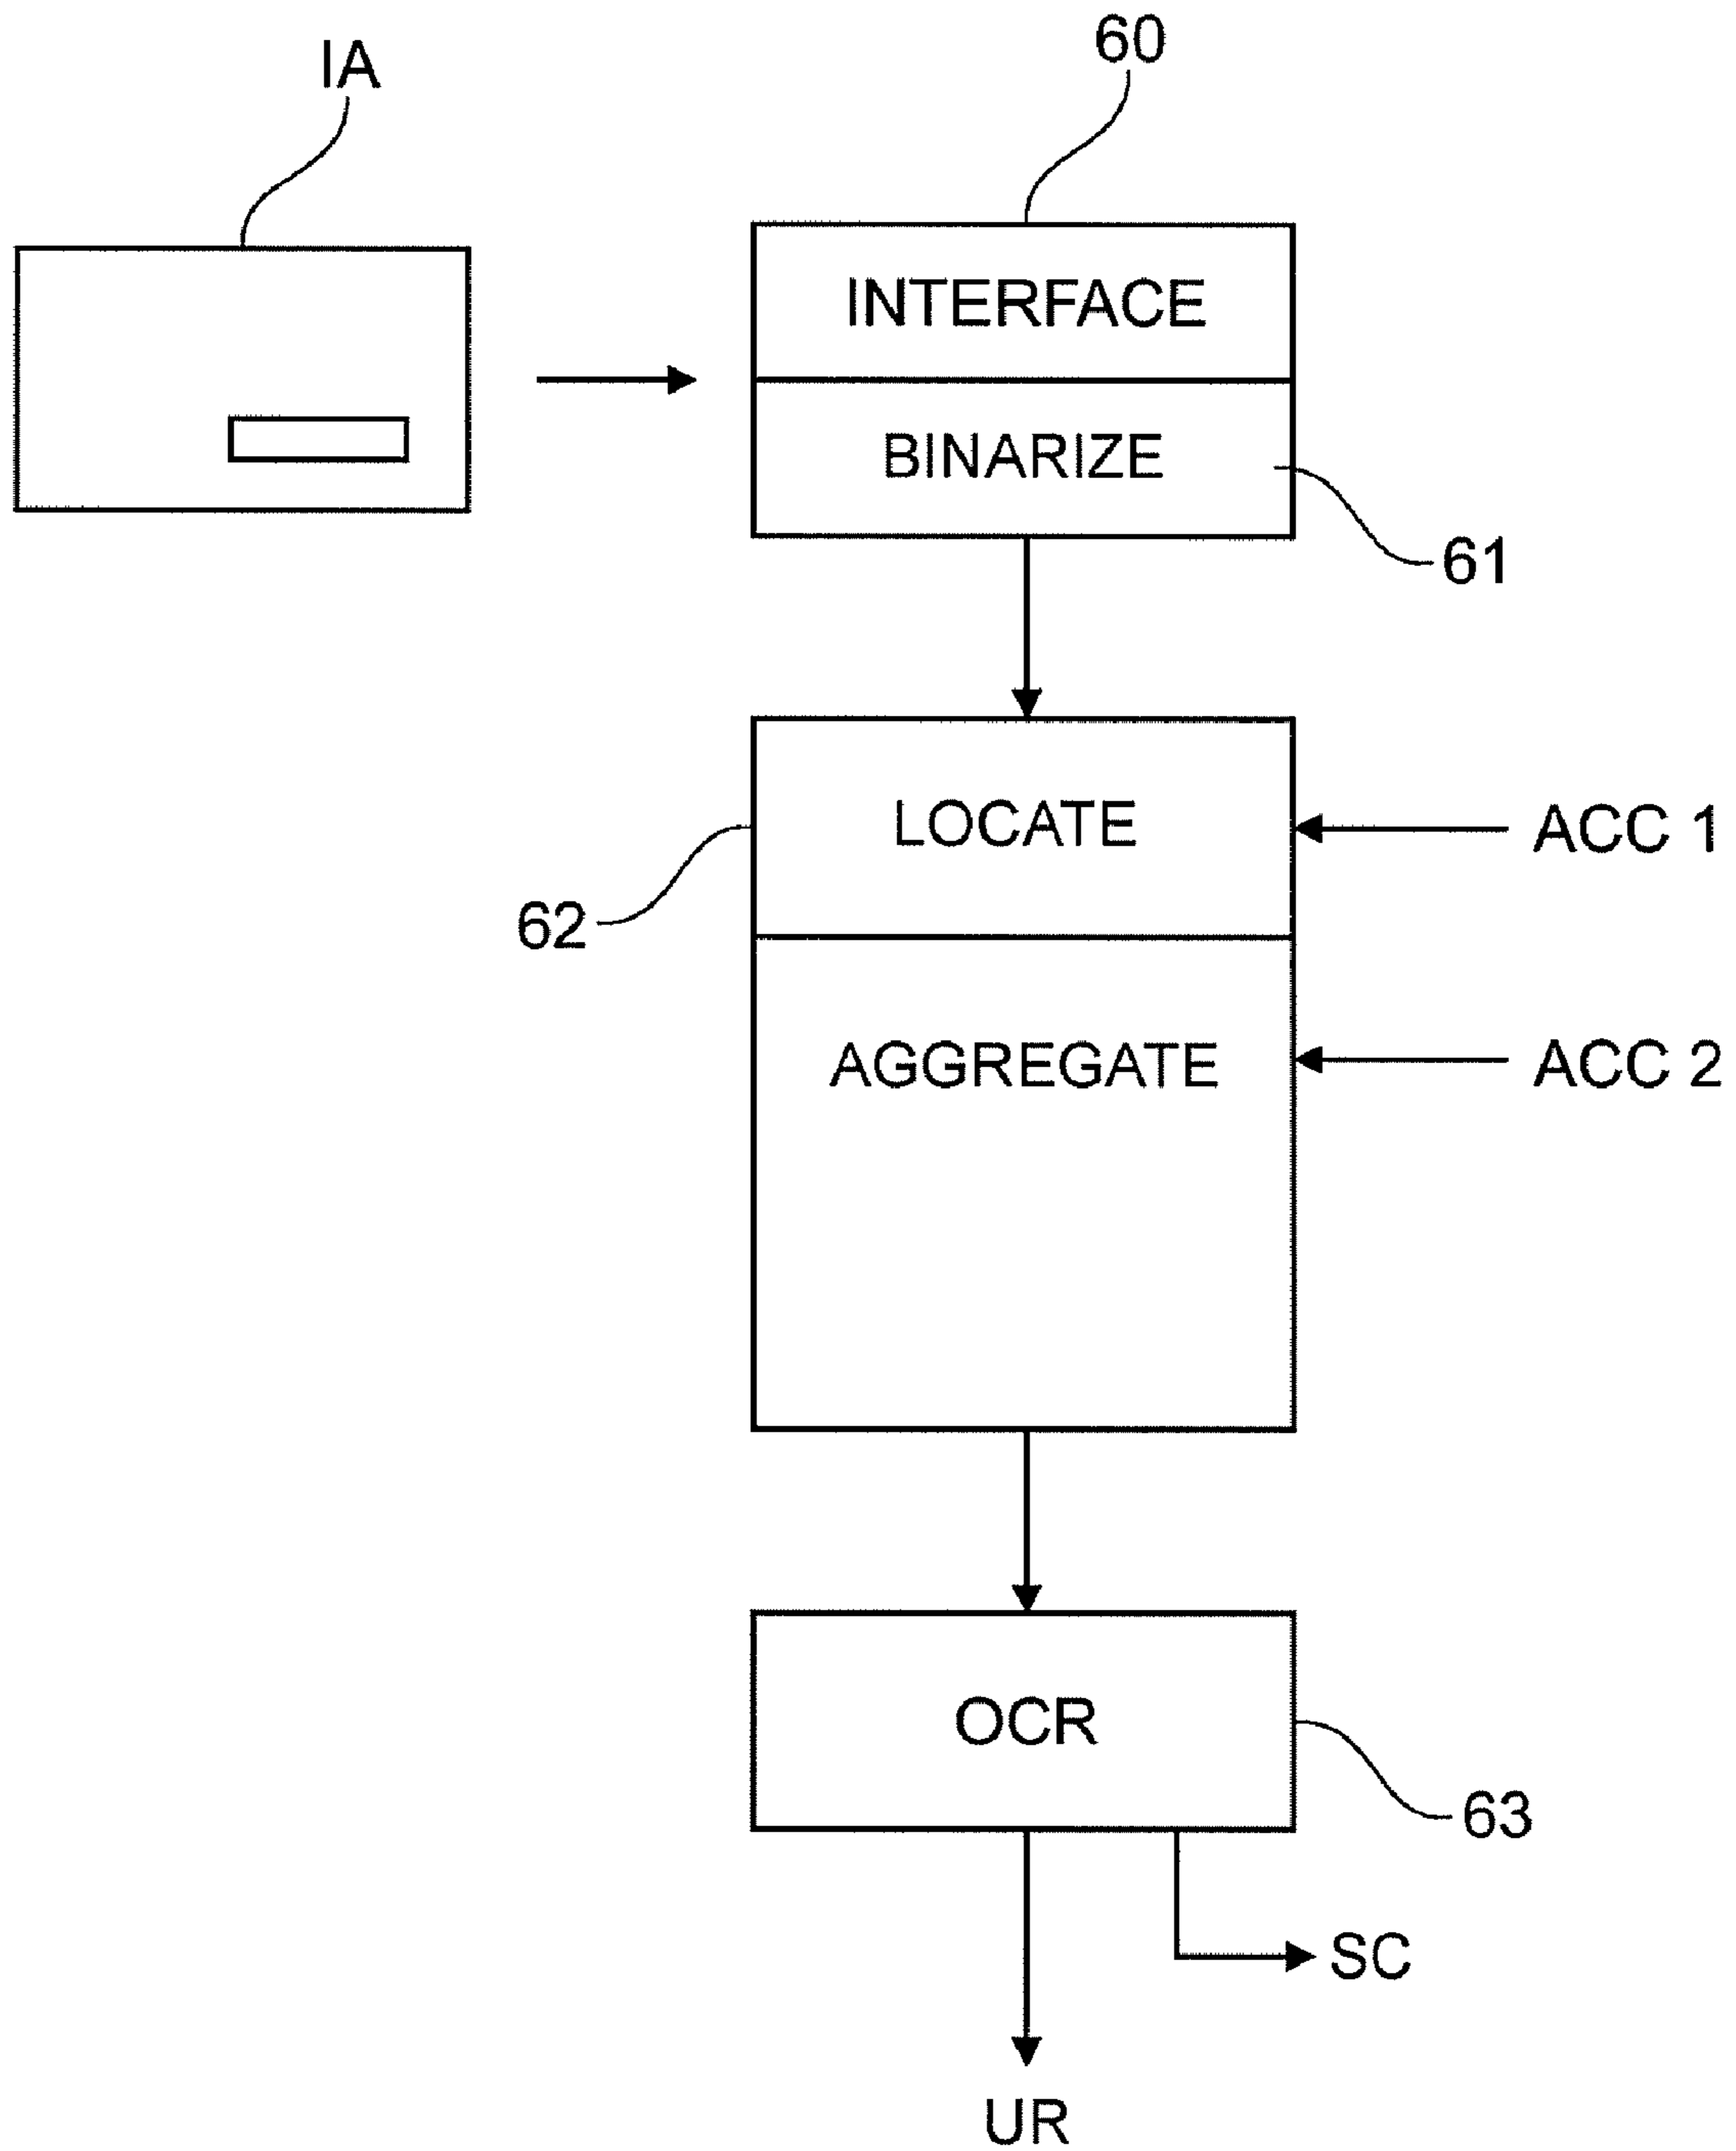 60
IA
INTERFACE
BINARIZE
61
LOCATE
ACC 1
62
AGGREGATE
ACC 2
OCR
63
SC
UR